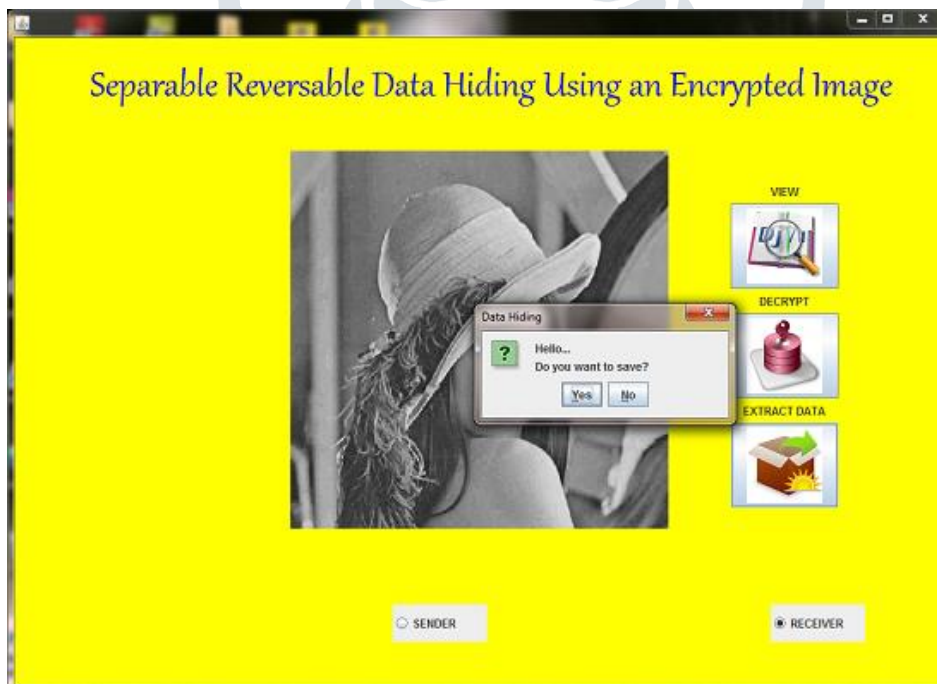 Separable Reversable Data Hiding Using an Encrypted Image
VIEW
DECRYPT
Data Hiding
Hello...
Do you want to save?
Yes No
EXTRACT DATA
SENDER
RECEIVER